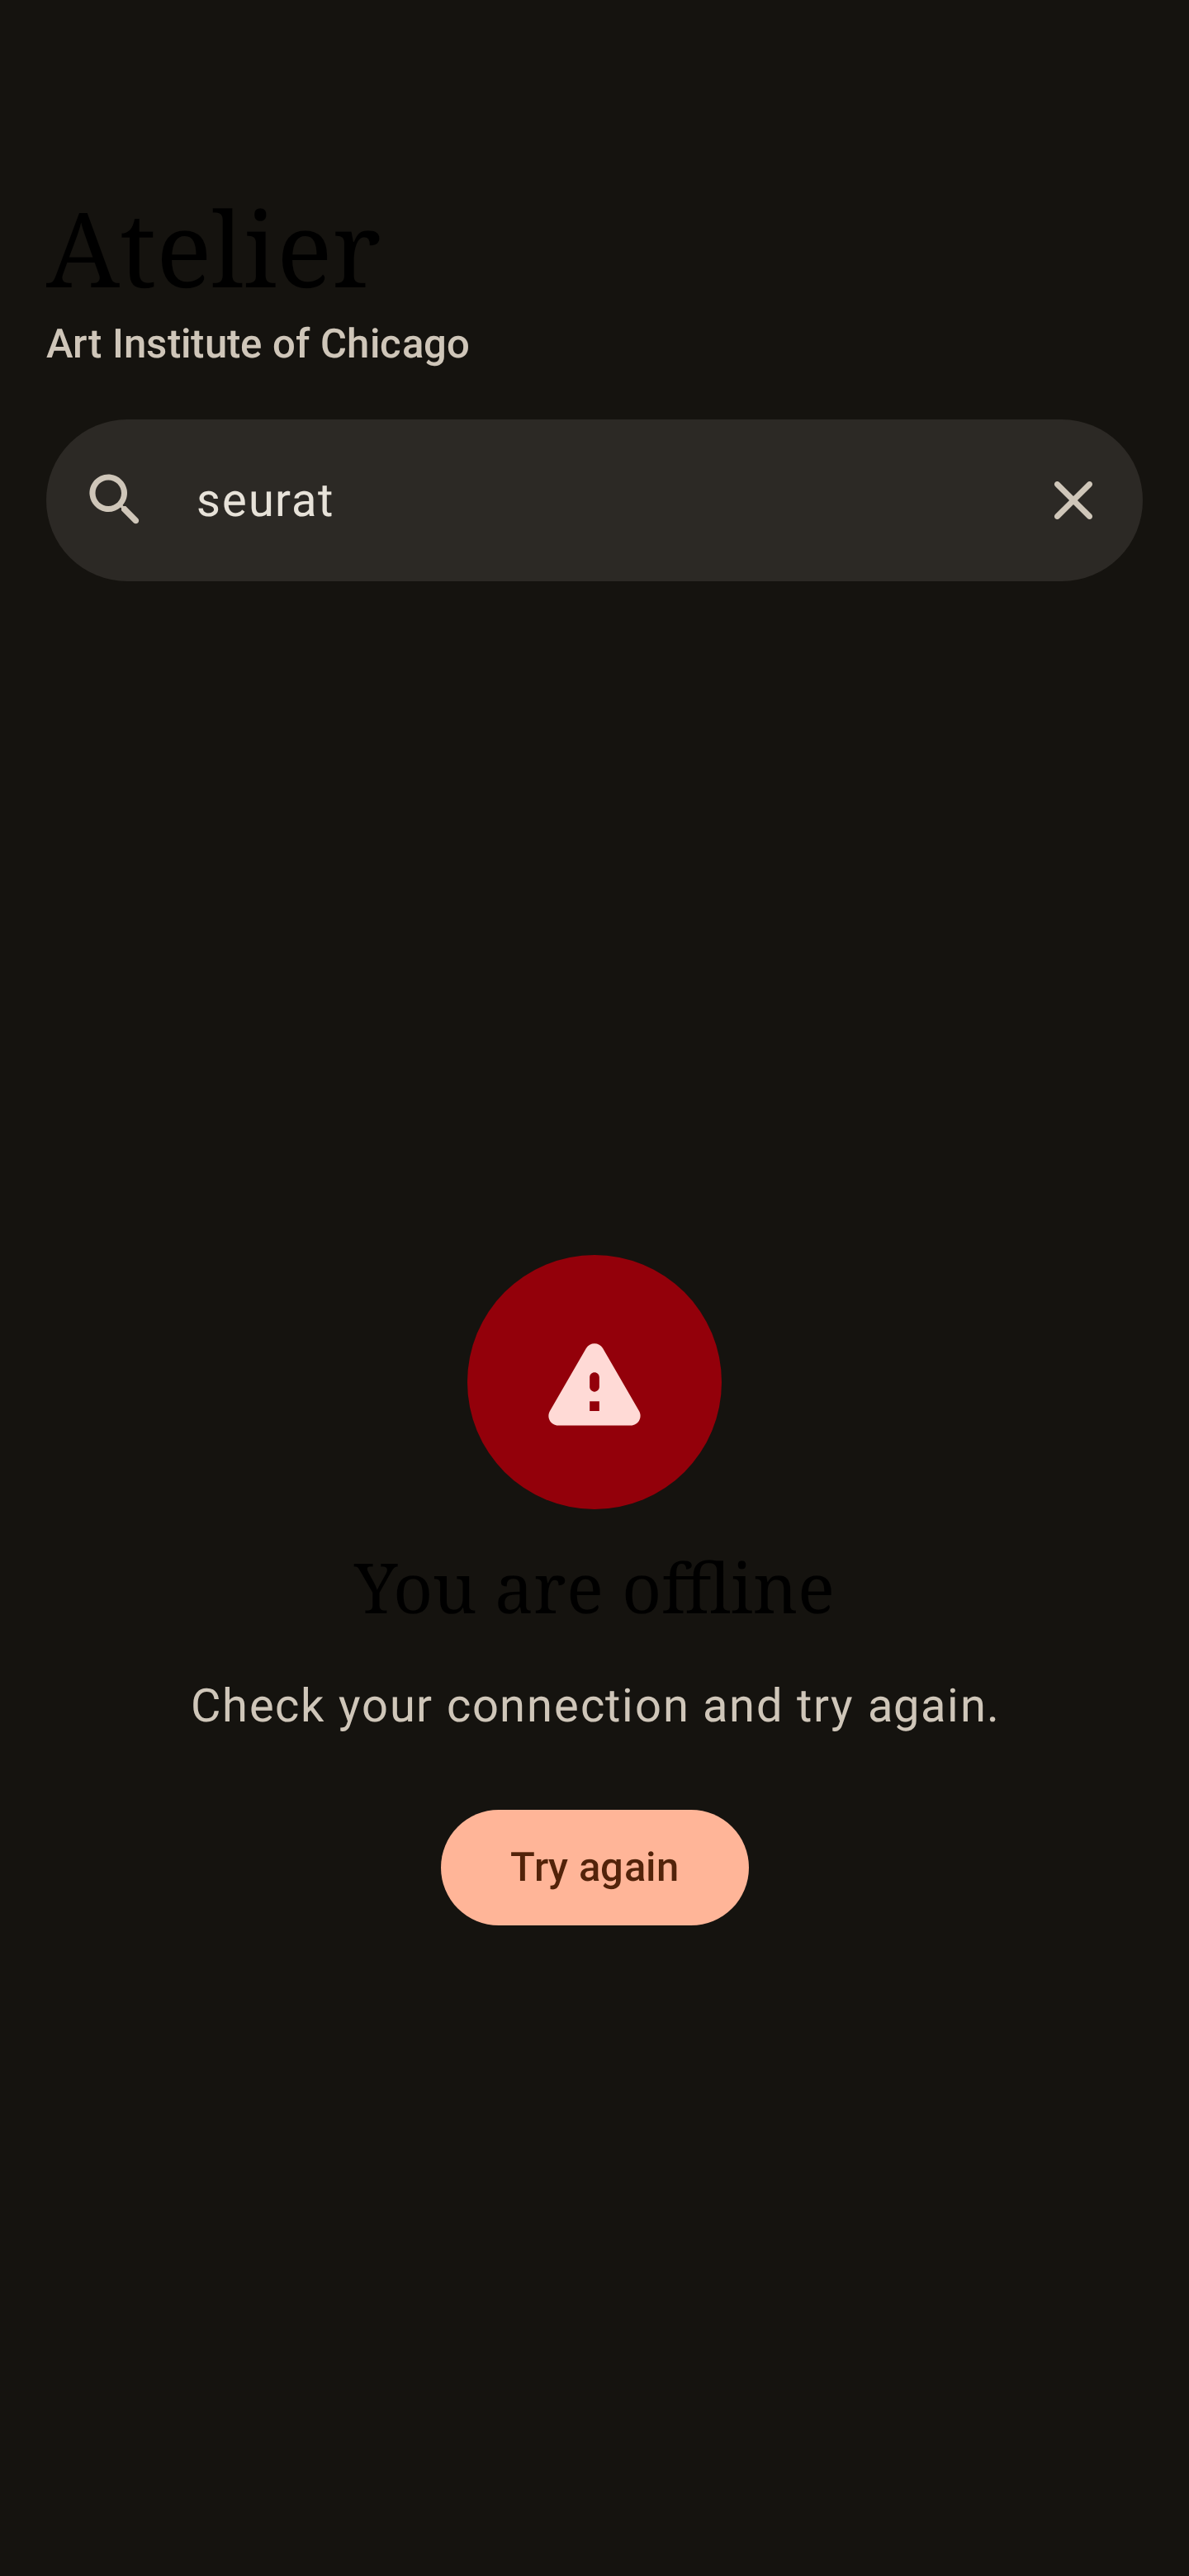 Atelier
Art Institute of Chicago
seurat
You are offline
Check your connection and try again.
Try again